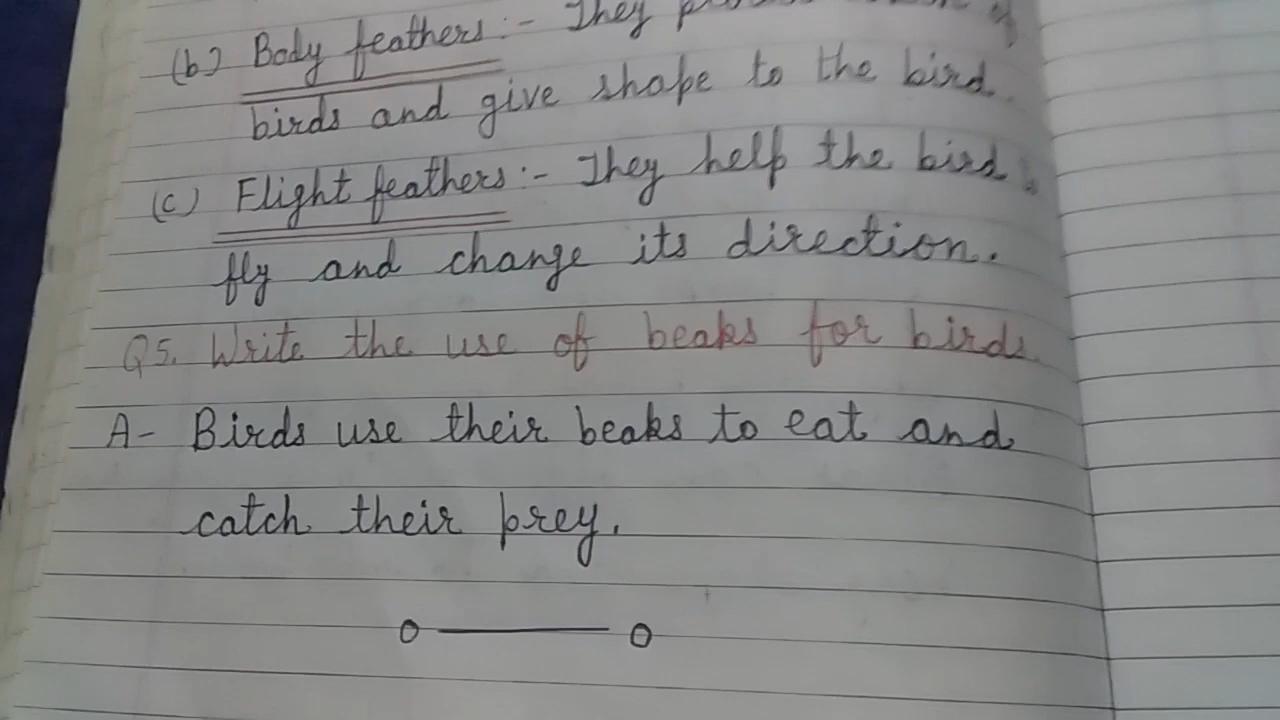 (b) Body feathers :- They
birds and give shape to the bird.
(c) Flight feathers :- They help the bird
fly and change its direction.
Q5. Write the use of beaks for birds.
A- Birds use their beaks to eat and
catch their prey.